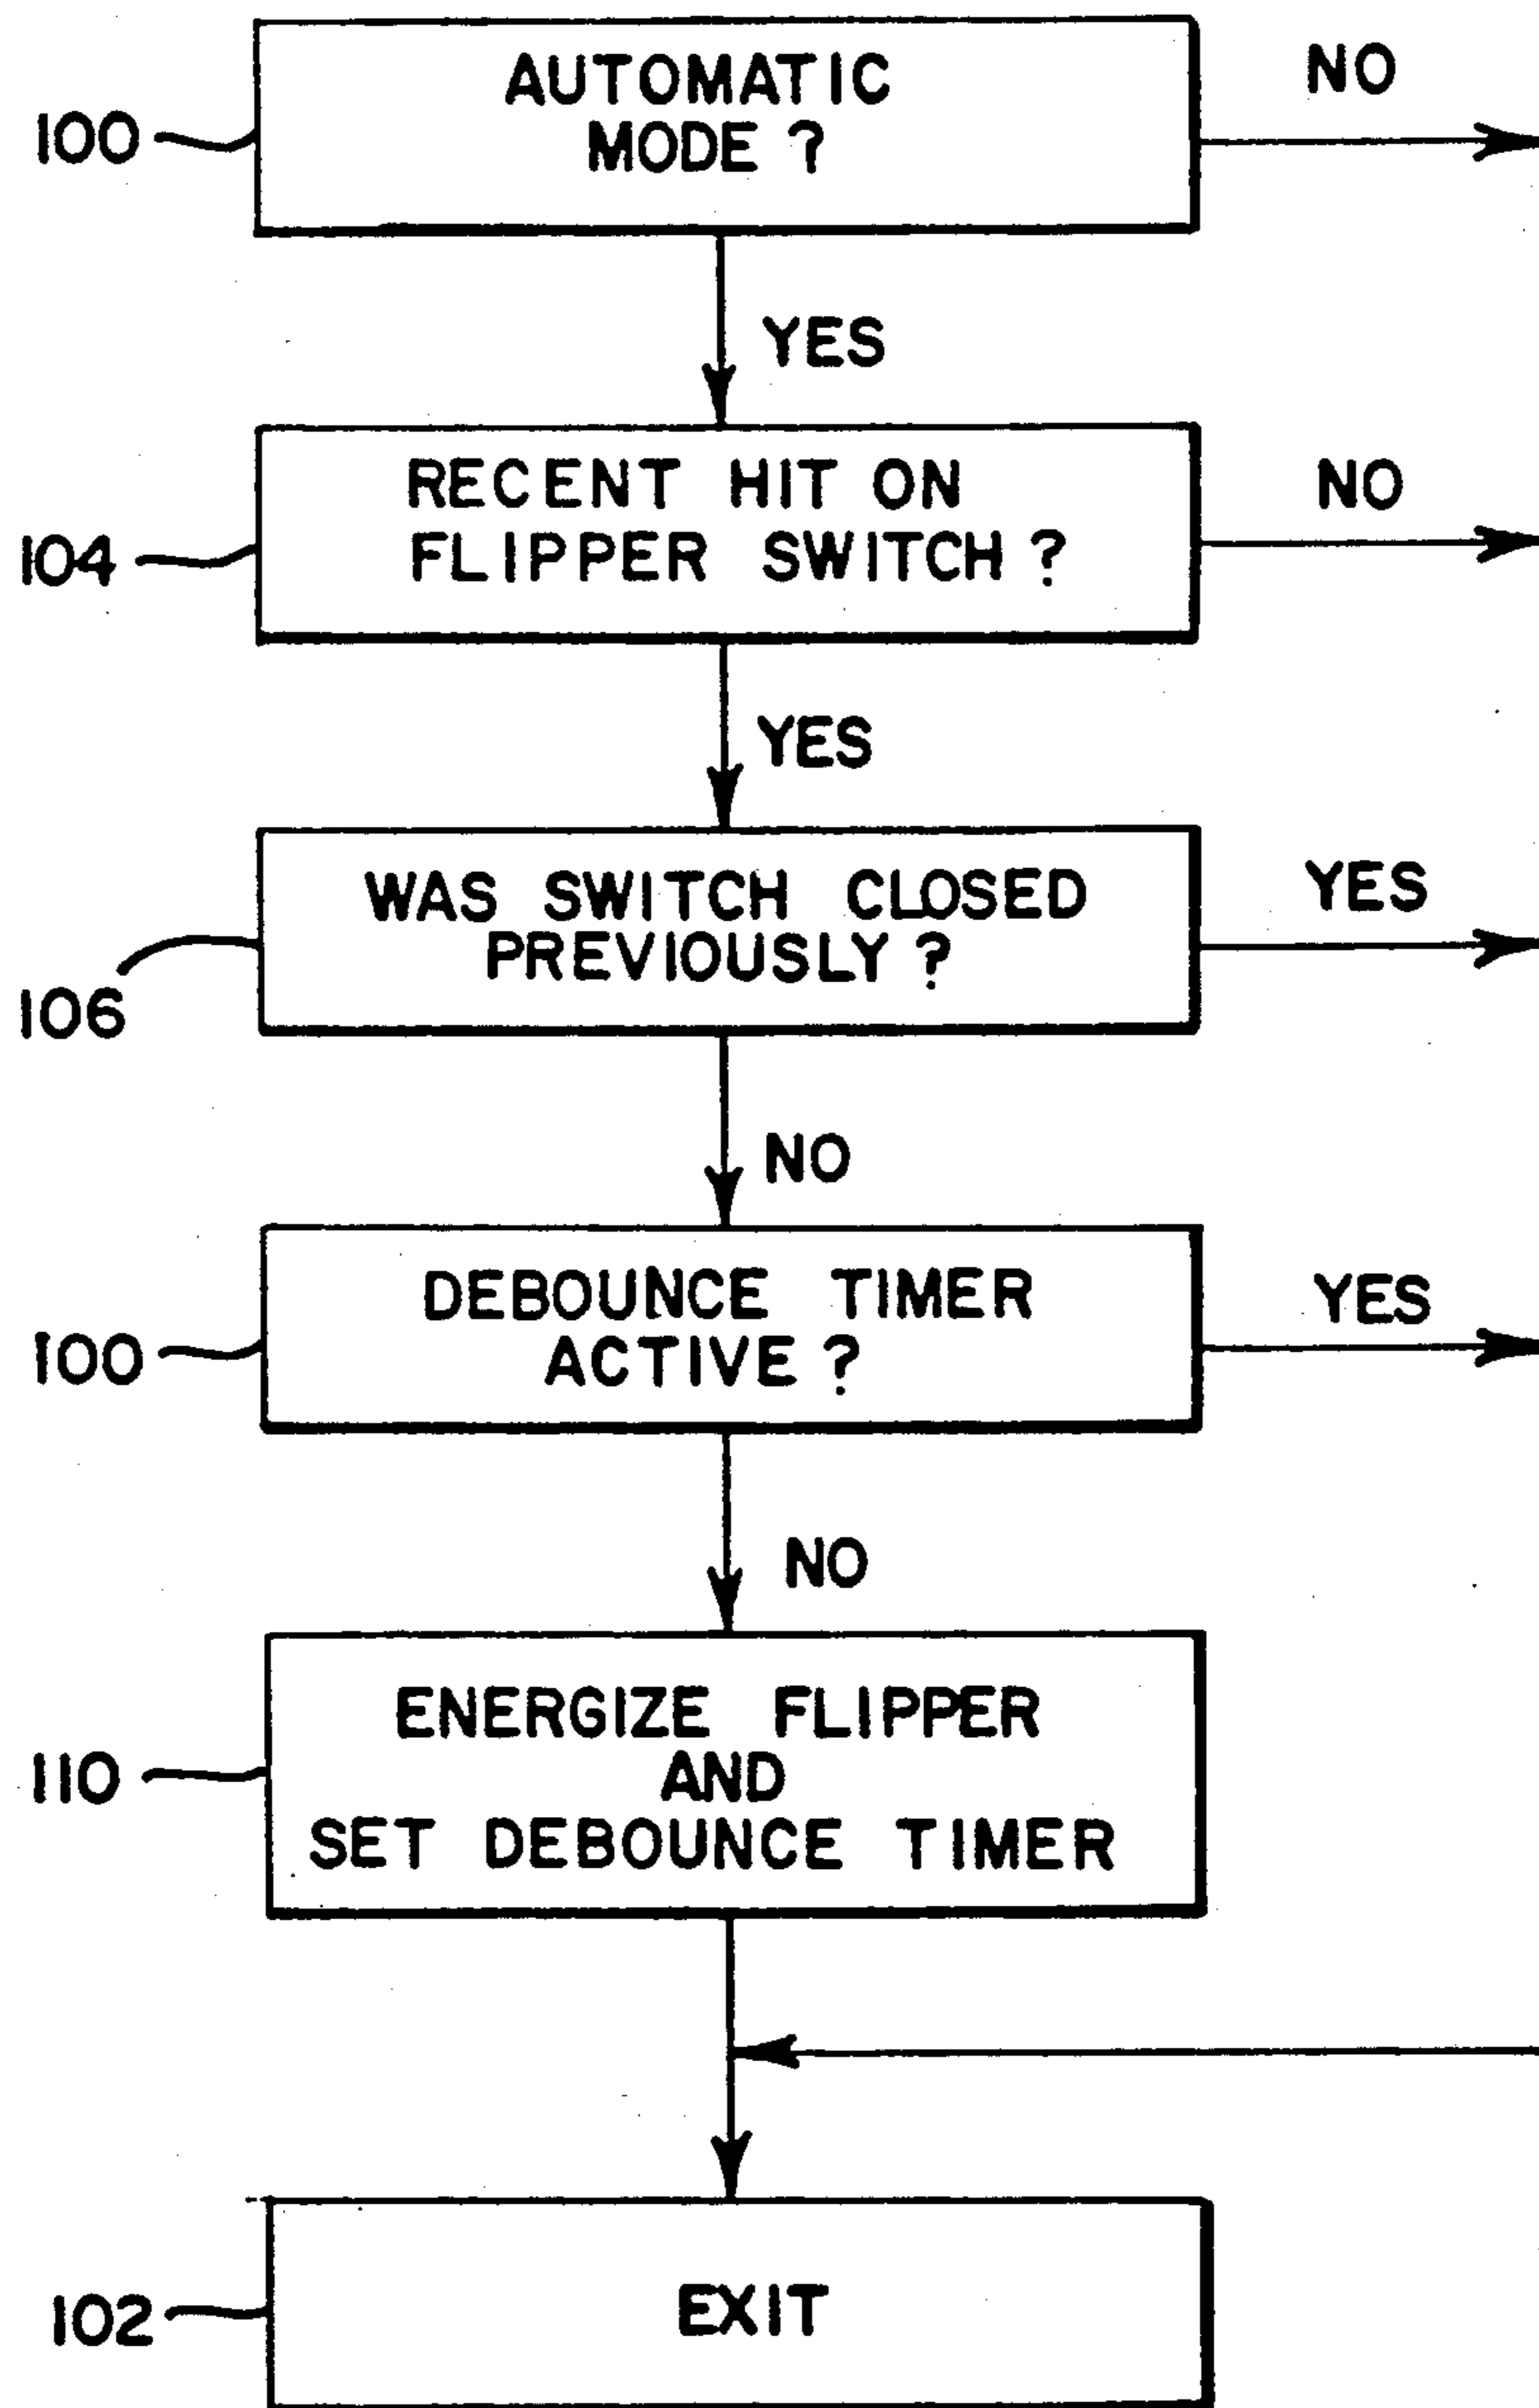 AUTOMATIC
MODE ?
NO
100
YES
RECENT HIT ON
FLIPPER SWITCH ?
NO
104
YES
WAS SWITCH CLOSED
PREVIOUSLY ?
YES
106
NO
DEBOUNCE TIMER
ACTIVE ?
YES
100
NO
ENERGIZE FLIPPER
AND
SET DEBOUNCE TIMER
110
EXIT
102